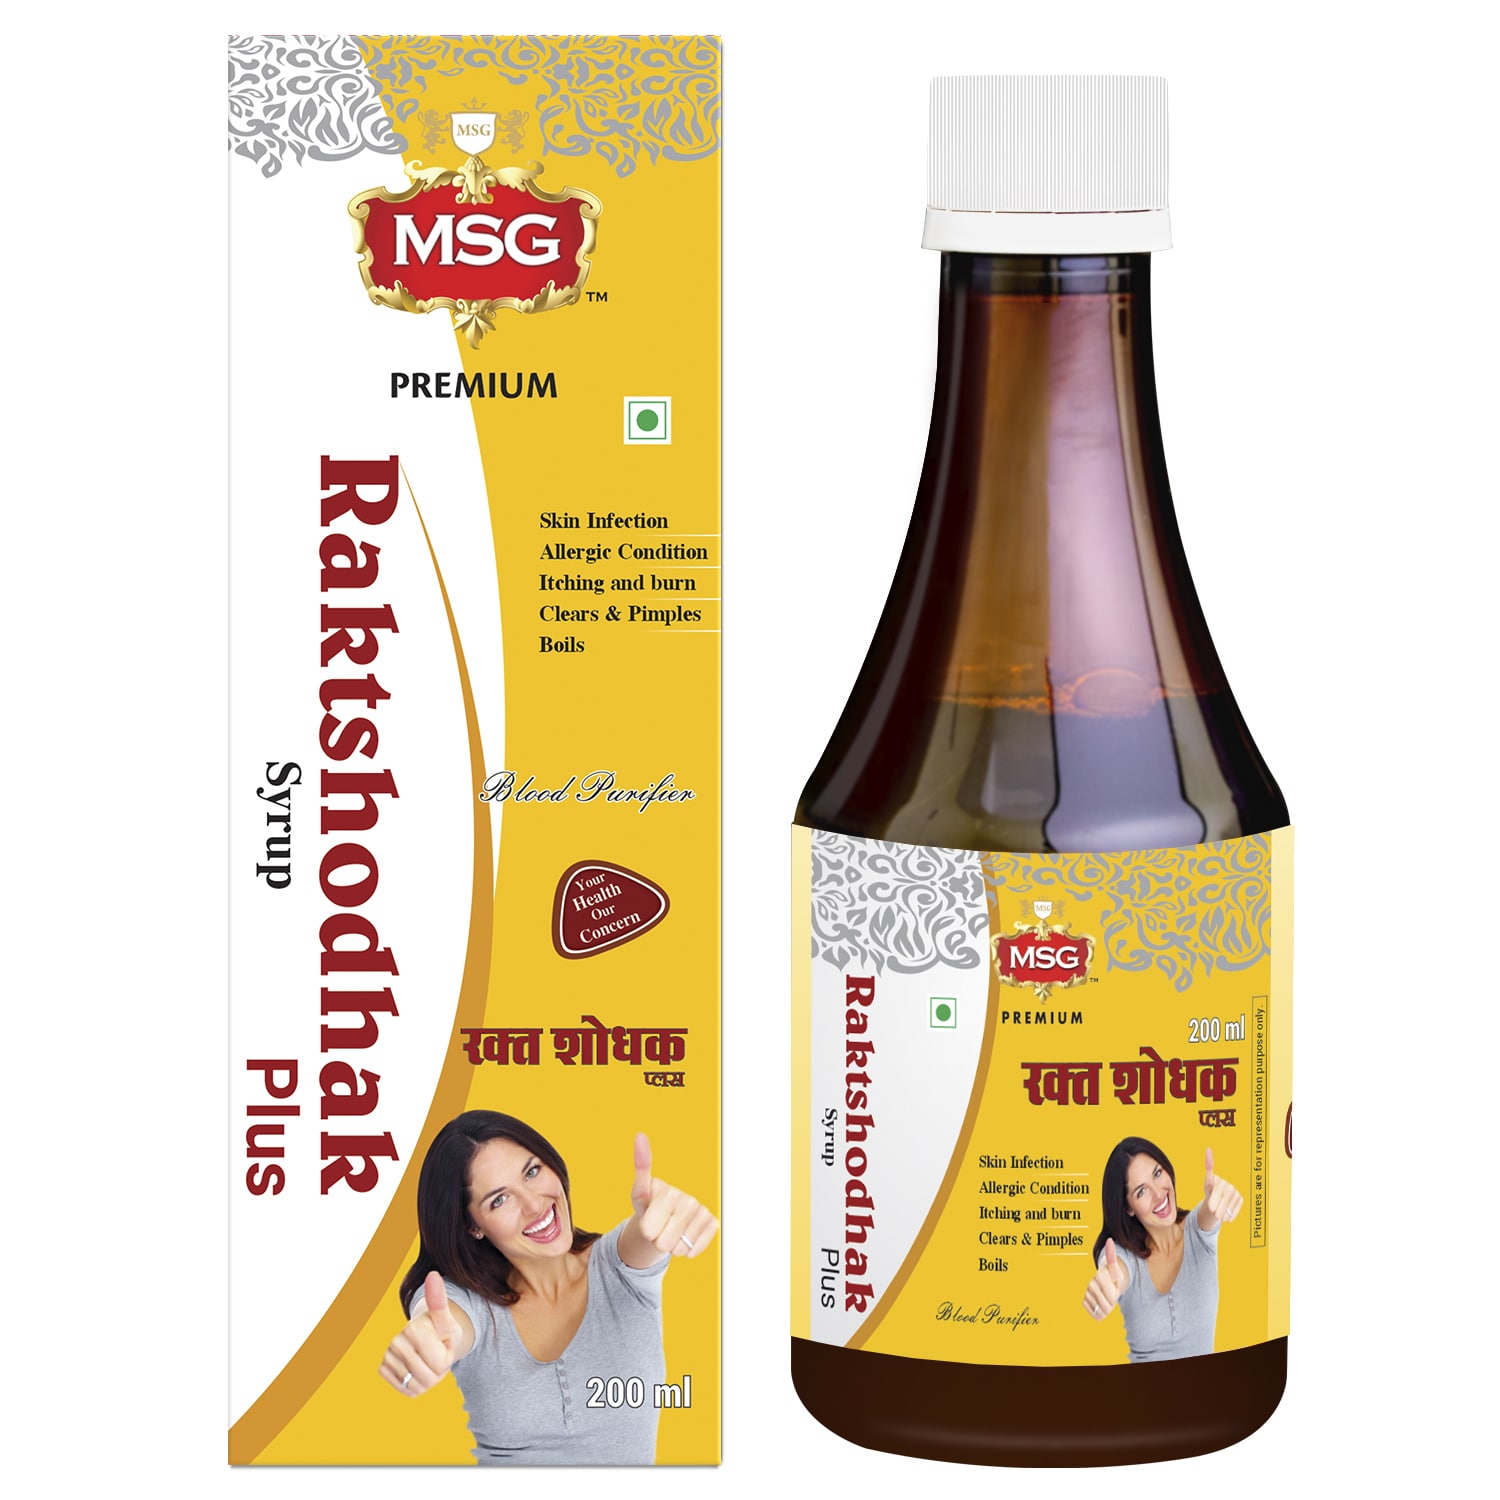 MSG
MSG
TM
PREMIUM
Skin Infection
Allergic Condition
Itching and burn
Clears & Pimples
Boils
Raktshodhak
Syrup
Plus
Blood Purifier
Your
Health
Our
Concern
रक्त शोधक
प्लस
200 ml
MSG
MSG
TM
PREMIUM
200 ml
Raktshodhak
Syrup
Plus
रक्त शोधक
प्लस
Skin Infection
Allergic Condition
Itching and burn
Clears & Pimples
Boils
Blood Purifier
Pictures are for representation purpose only.